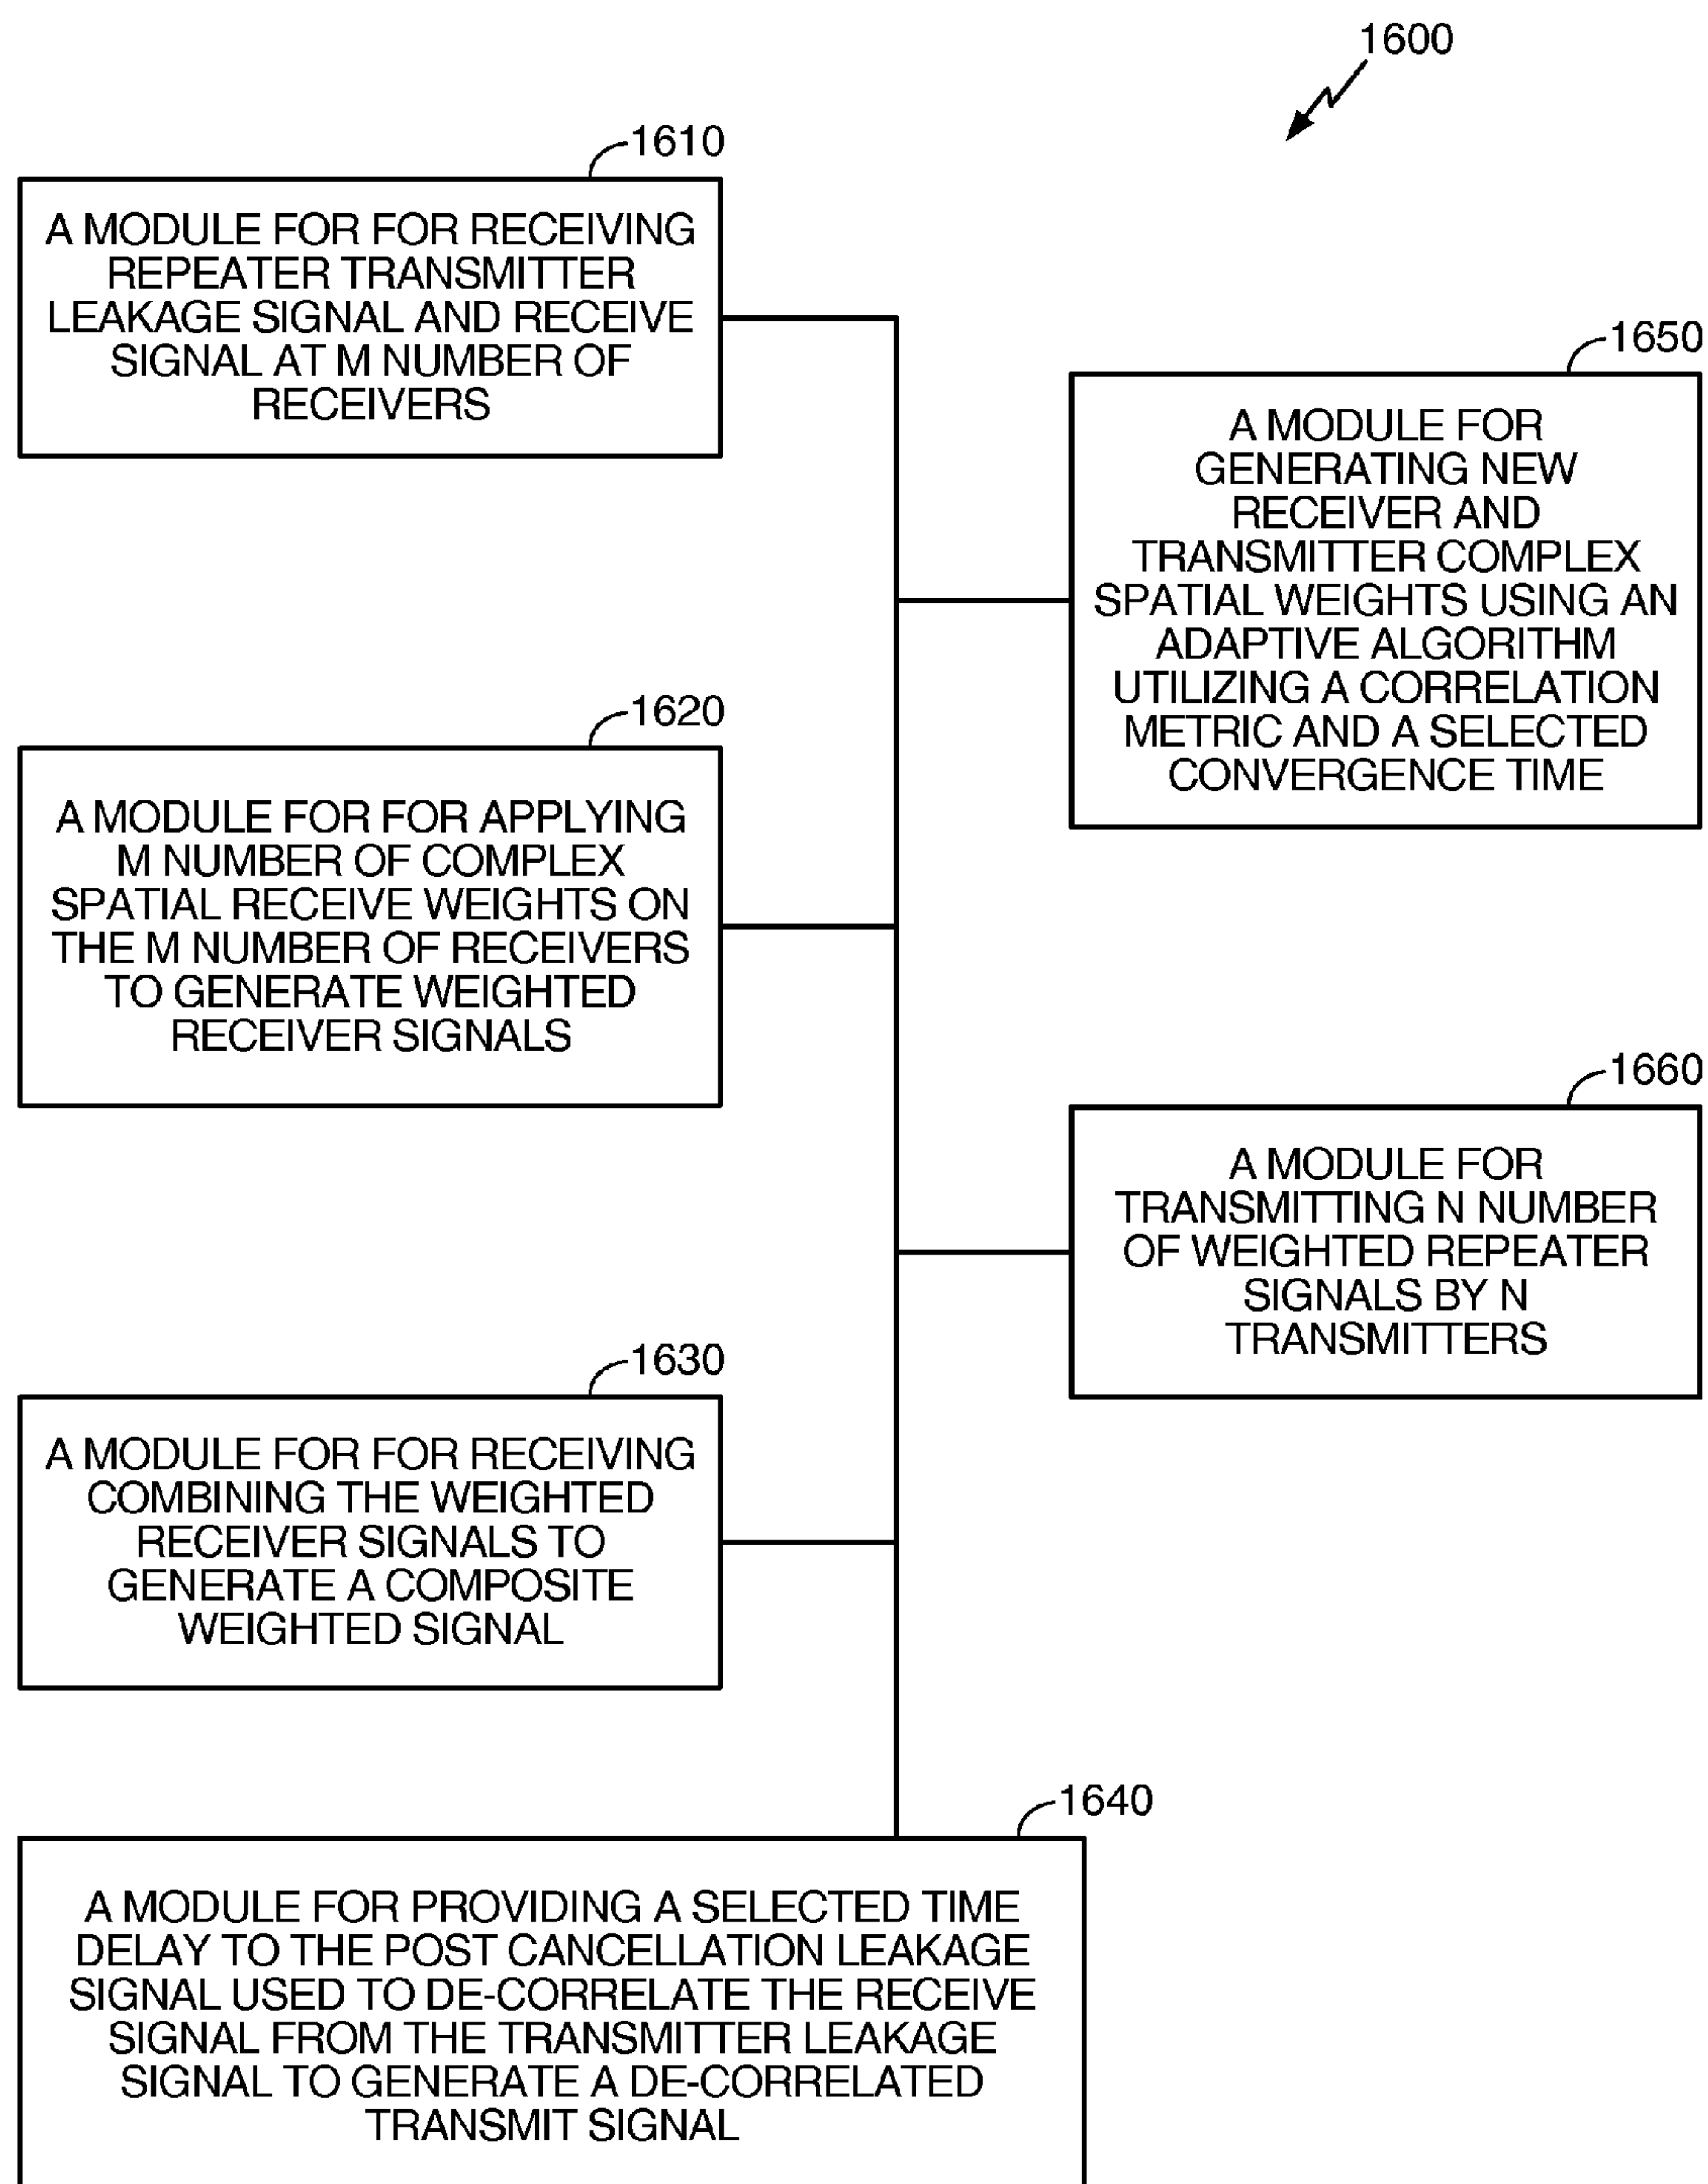 1600
1610
A MODULE FOR FOR RECEIVING
REPEATER TRANSMITTER
LEAKAGE SIGNAL AND RECEIVE
SIGNAL AT M NUMBER OF
RECEIVERS
1620
A MODULE FOR FOR APPLYING
M NUMBER OF COMPLEX
SPATIAL RECEIVE WEIGHTS ON
THE M NUMBER OF RECEIVERS
TO GENERATE WEIGHTED
RECEIVER SIGNALS
1630
A MODULE FOR FOR RECEIVING
COMBINING THE WEIGHTED
RECEIVER SIGNALS TO
GENERATE A COMPOSITE
WEIGHTED SIGNAL
1640
A MODULE FOR PROVIDING A SELECTED TIME
DELAY TO THE POST CANCELLATION LEAKAGE
SIGNAL USED TO DE-CORRELATE THE RECEIVE
SIGNAL FROM THE TRANSMITTER LEAKAGE
SIGNAL TO GENERATE A DE-CORRELATED
TRANSMIT SIGNAL
1650
A MODULE FOR
GENERATING NEW
RECEIVER AND
TRANSMITTER COMPLEX
SPATIAL WEIGHTS USING AN
ADAPTIVE ALGORITHM
UTILIZING A CORRELATION
METRIC AND A SELECTED
CONVERGENCE TIME
1660
A MODULE FOR
TRANSMITTING N NUMBER
OF WEIGHTED REPEATER
SIGNALS BY N
TRANSMITTERS